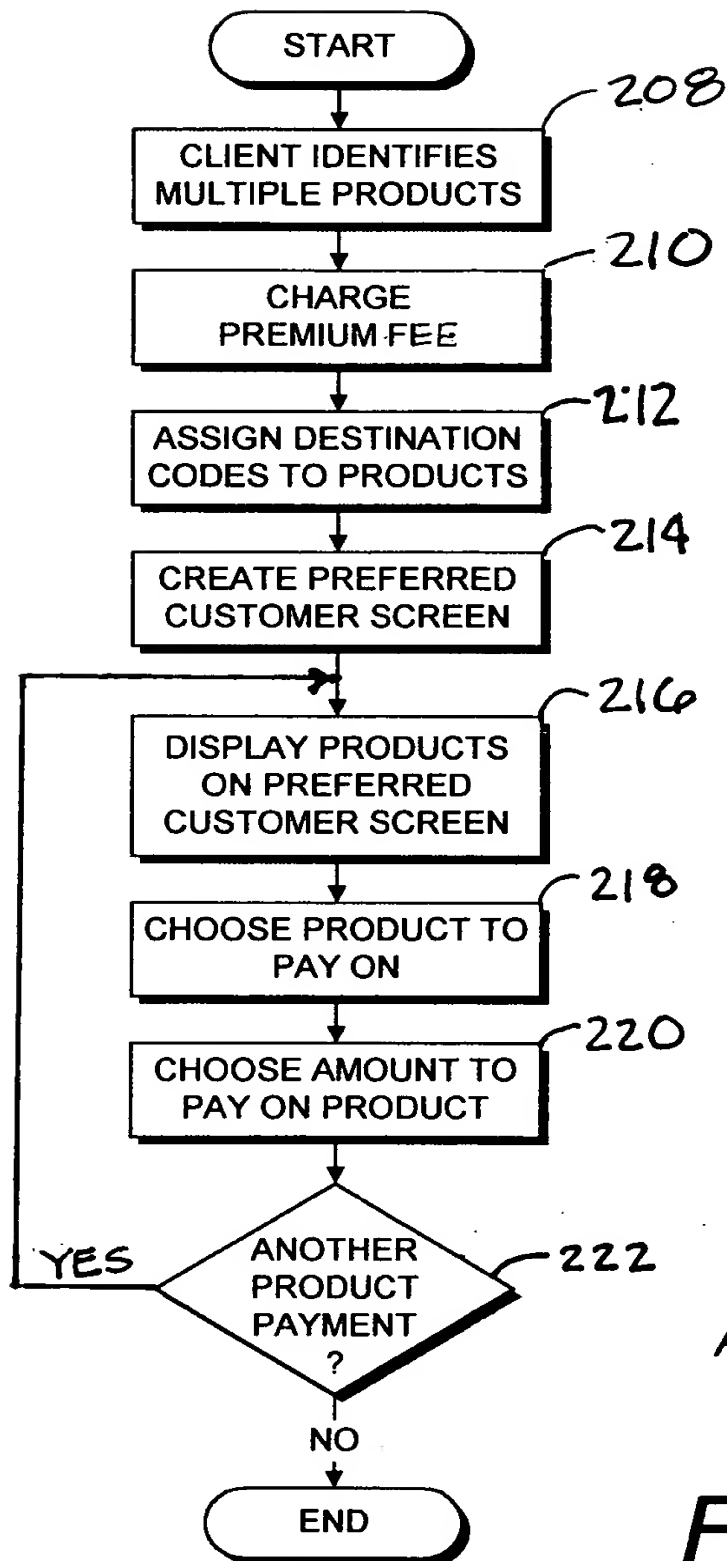 START
208
CLIENT IDENTIFIES
MULTIPLE PRODUCTS
210
CHARGE
PREMIUM FEE
212
ASSIGN DESTINATION
CODES TO PRODUCTS
214
CREATE PREFERRED
CUSTOMER SCREEN
216
DISPLAY PRODUCTS
ON PREFERRED
CUSTOMER SCREEN
218
CHOOSE PRODUCT TO
PAY ON
220
CHOOSE AMOUNT TO
PAY ON PRODUCT
YES
ANOTHER
PRODUCT
PAYMENT
?
222
NO
END